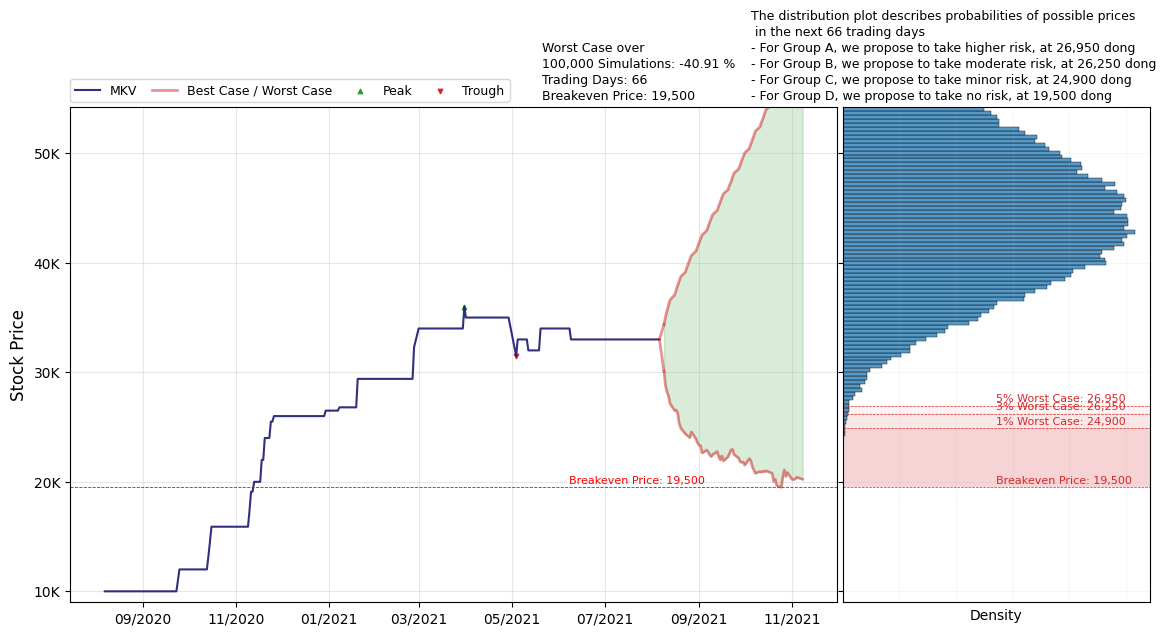 The distribution plot describes probabilities of possible prices
in the next 66 trading days
- For Group A, we propose to take higher risk, at 26,950 dong
- For Group B, we propose to take moderate risk, at 26,250 dong
- For Group C, we propose to take minor risk, at 24,900 dong
- For Group D, we propose to take no risk, at 19,500 dong
Worst Case over
100,000 Simulations: -40.91 %
Trading Days: 66
Breakeven Price: 19,500
MKV
Best Case / Worst Case
Peak
Trough
Stock Price
50K
40K
30K
20K
10K
Breakeven Price: 19,500
5% Worst Case: 26,950
3% Worst Case: 26,250
1% Worst Case: 24,900
Breakeven Price: 19,500
09/2020
11/2020
01/2021
03/2021
05/2021
07/2021
09/2021
11/2021
Density